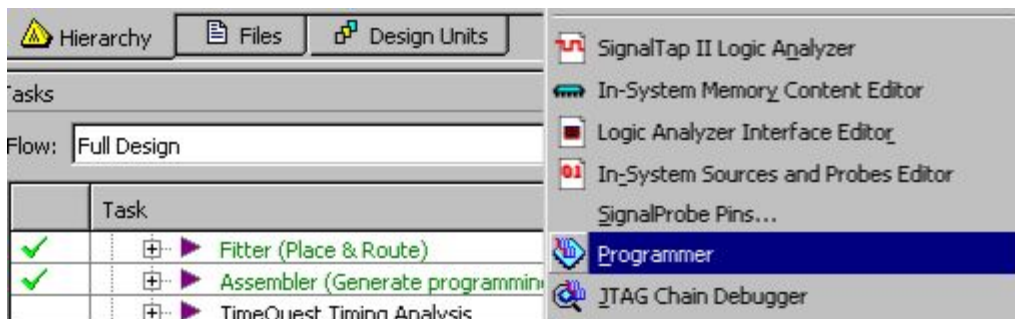 Hierarchy Files Design Units
Tasks
Flow: Full Design
Task
Fitter (Place & Route)
Assembler (Generate programmin
TimeQuest Timing Analysis
SignalTap II Logic Analyzer
In-System Memory Content Editor
Logic Analyzer Interface Editor
In-System Sources and Probes Editor
SignalProbe Pins...
Programmer
JTAG Chain Debugger